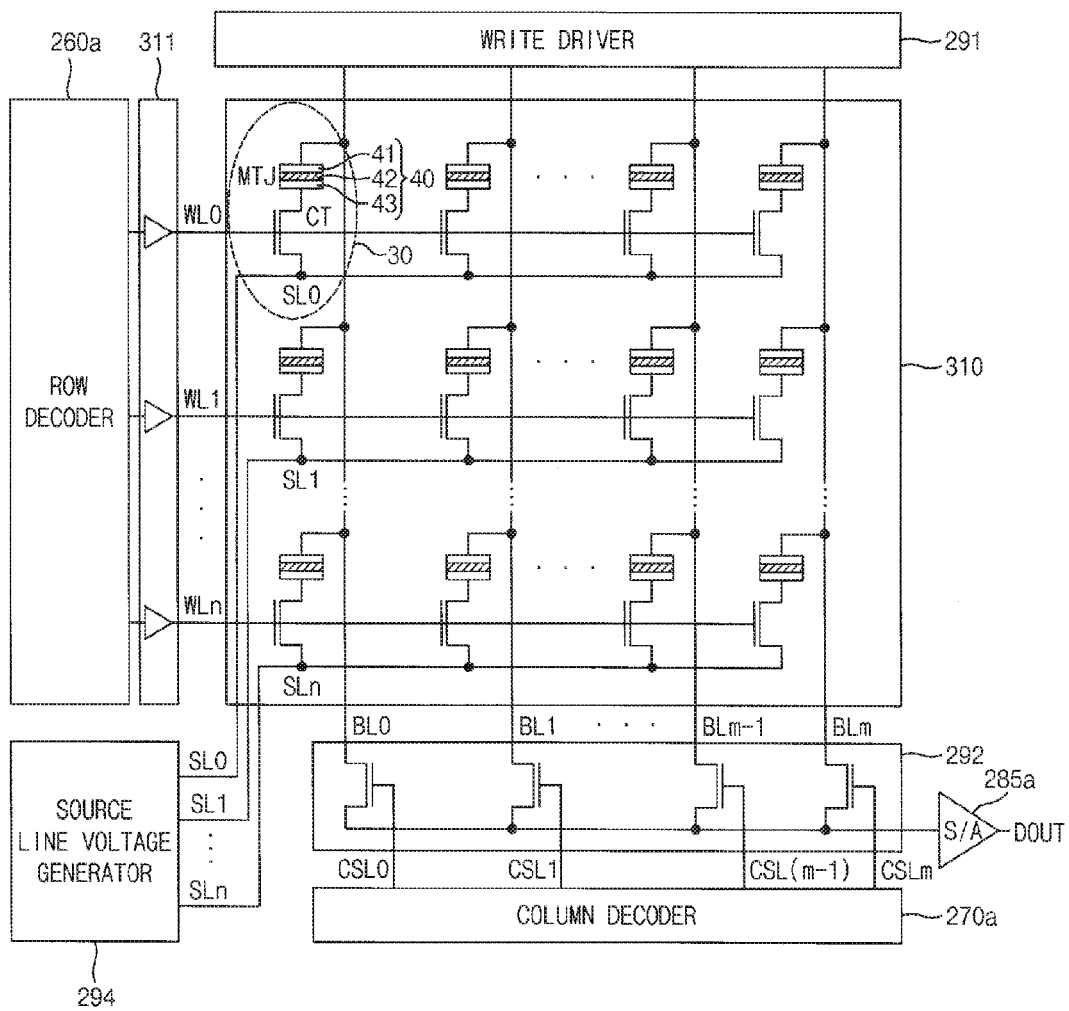 WRITE DRIVER
291
260a
311
MTJ
41
42
43
40
CT
30
WL0
SL0
310
ROW
DECODER
WL1
SL1
WLn
SLn
BL0
BL1
BLm-1
BLm
292
285a
S/A
DOUT
SL0
SL1
SLn
SOURCE
LINE VOLTAGE
GENERATOR
294
CSL0
CSL1
CSL(m-1)
CSLm
COLUMN DECODER
270a